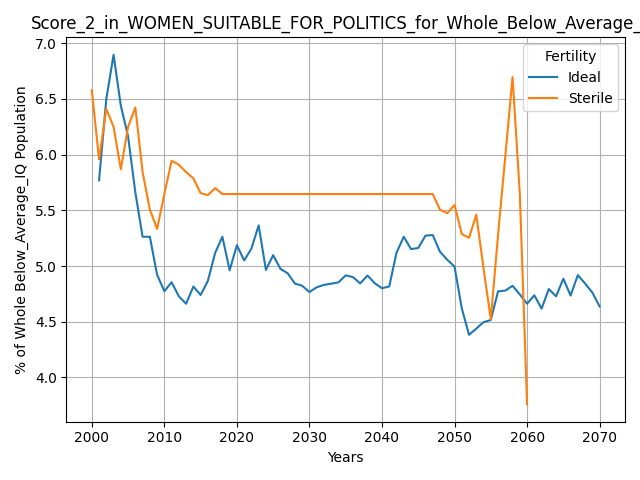 Score_2_in_WOMEN_SUITABLE_FOR_POLITICS_for_Whole_Below_Average_
7.0
6.5
6.0
5.5
5.0
4.5
4.0
% of Whole Below_Average_IQ Population
Fertility
Ideal
Sterile
2000 2010 2020 2030 2040 2050 2060 2070
Years